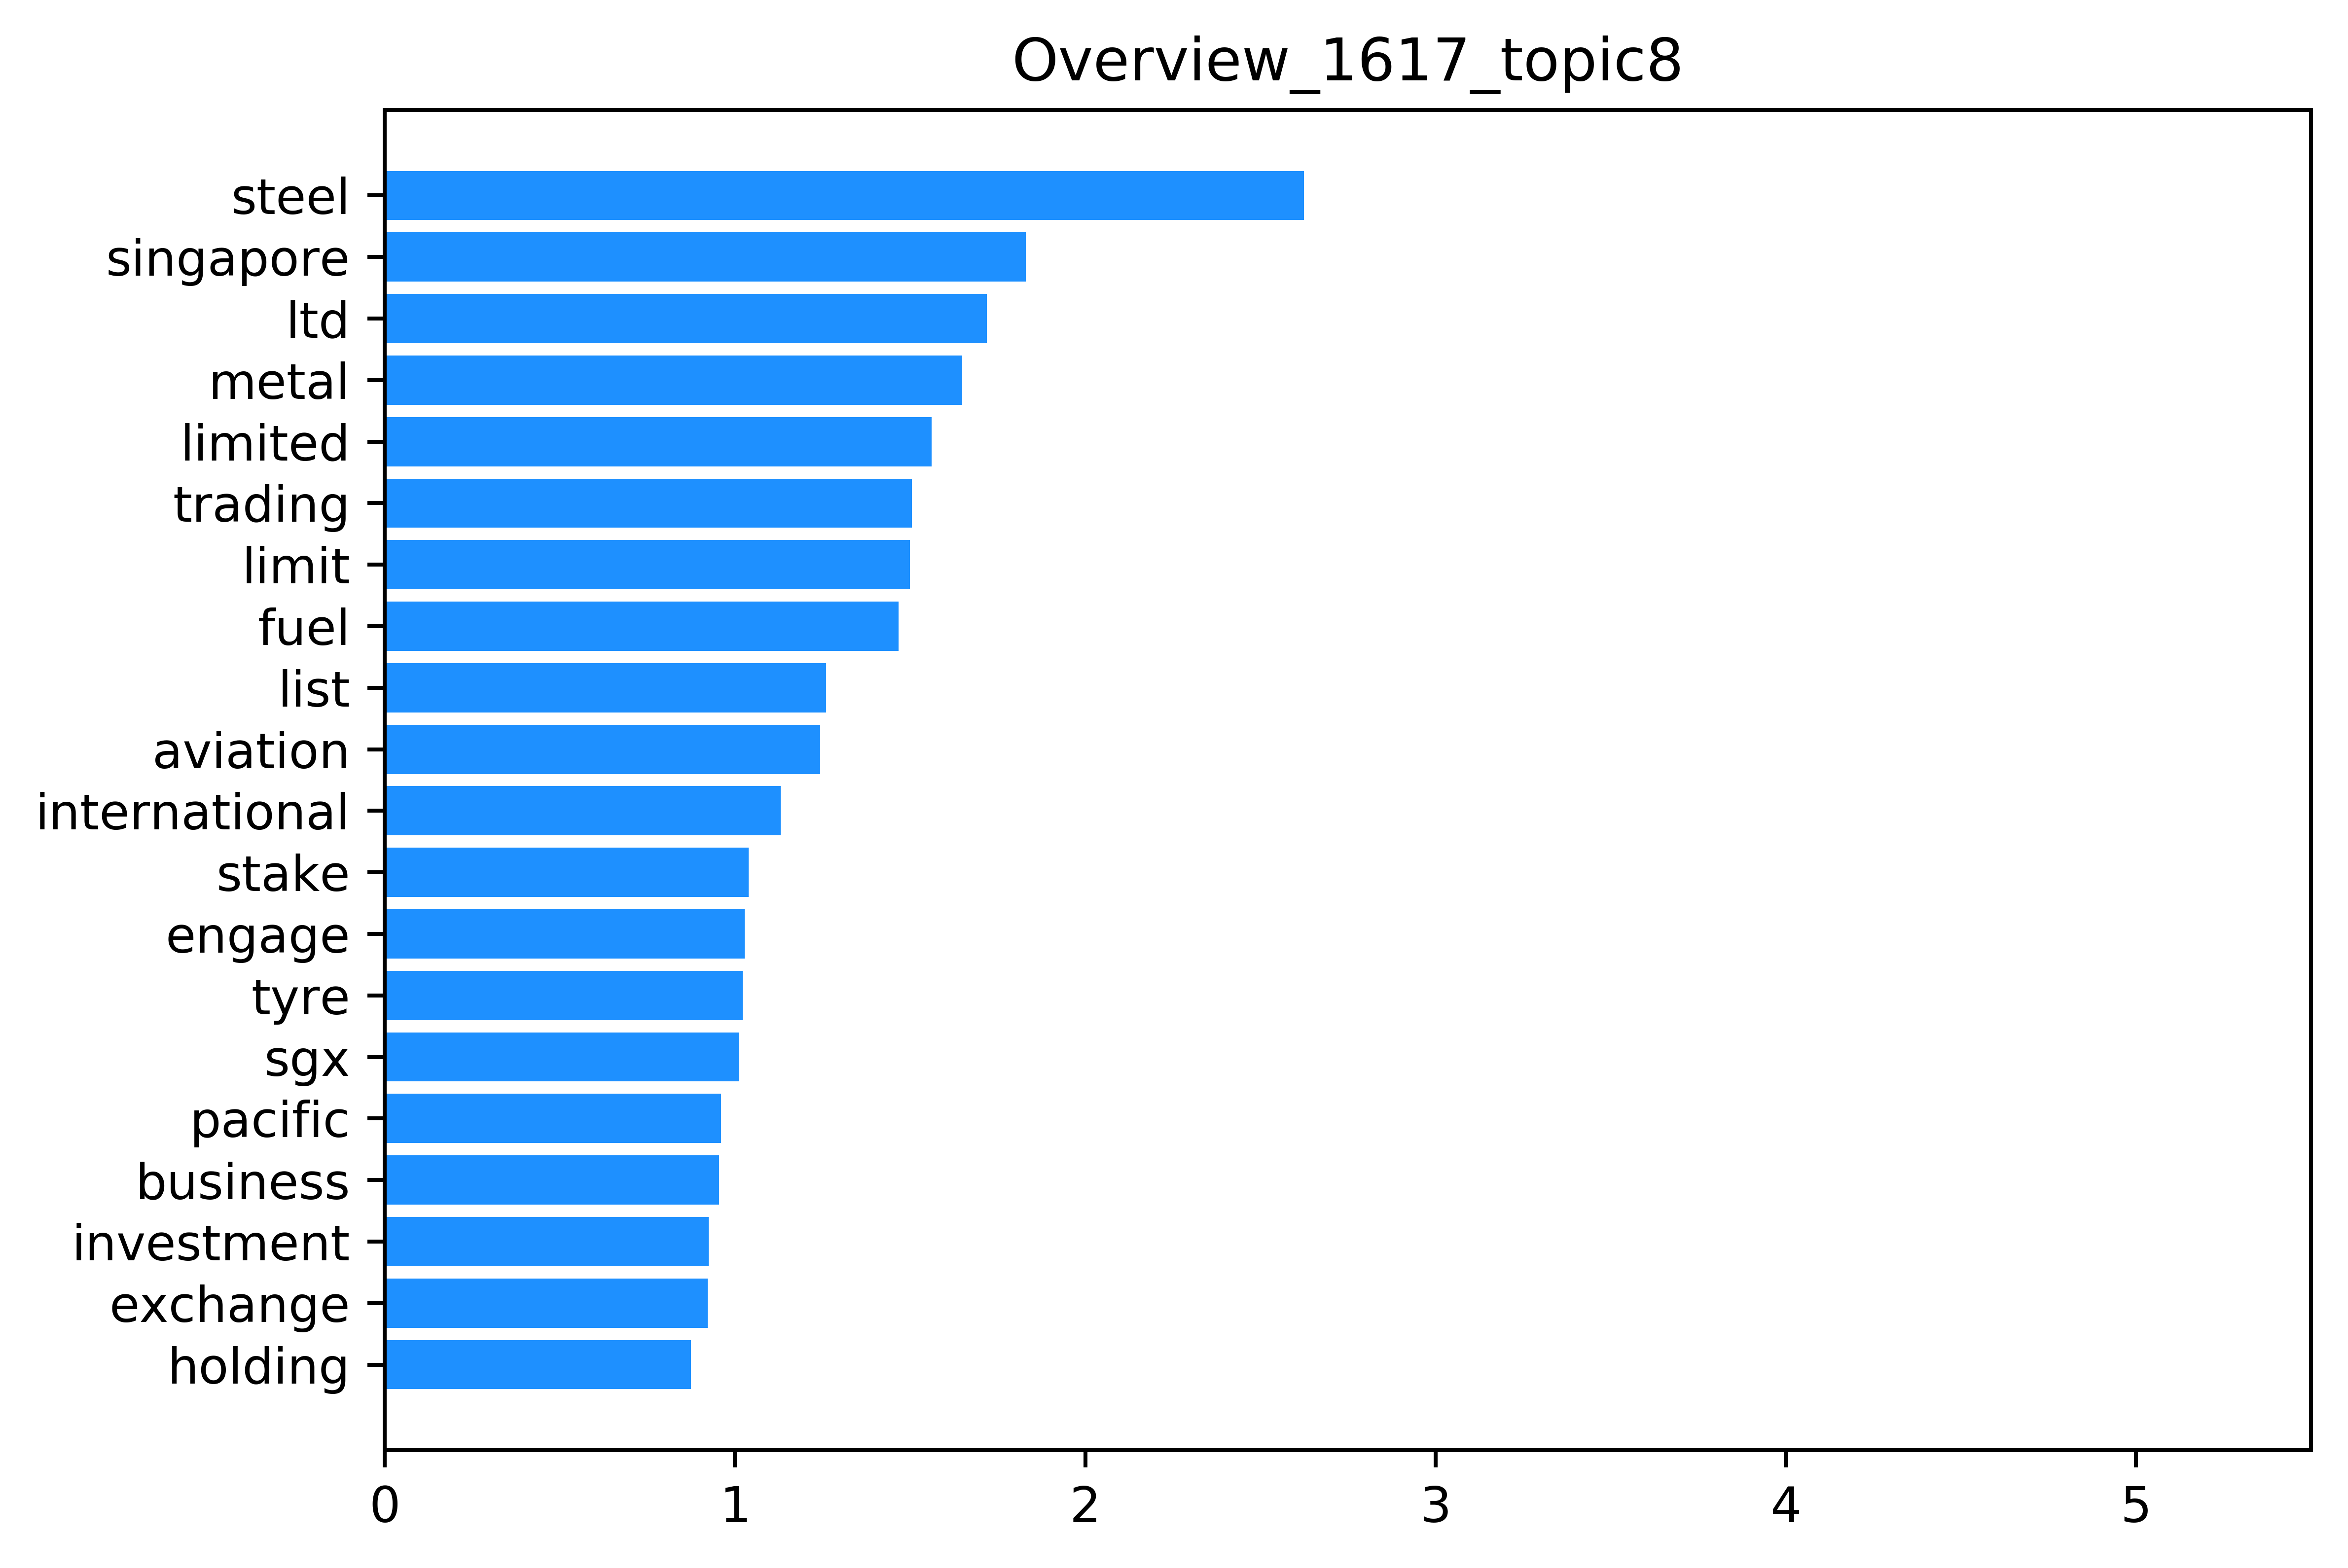 Overview_1617_topic8
steel
singapore
ltd
metal
limited
trading
limit
fuel
list
aviation
international
stake
engage
tyre
sgx
pacific
business
investment
exchange
holding
0 1 2 3 4 5